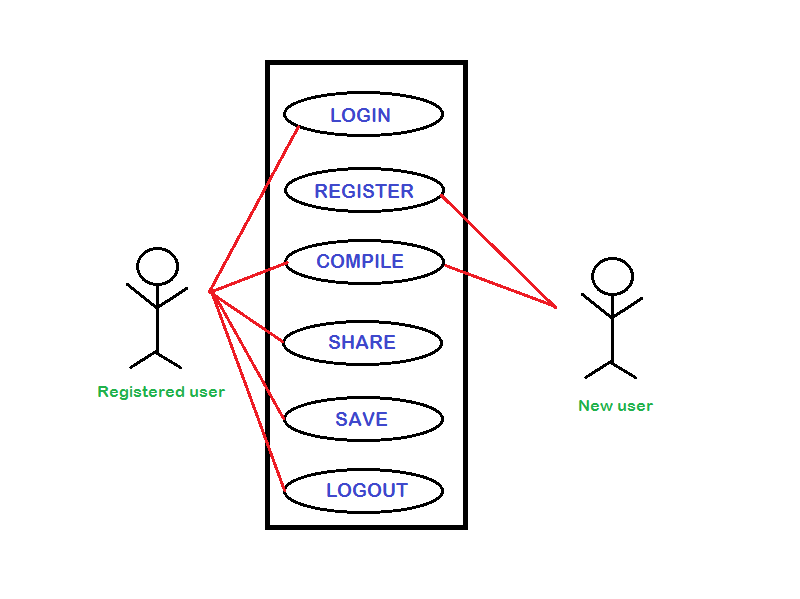 LOGIN
REGISTER
COMPILE
SHARE
SAVE
LOGOUT
Registered user
New user